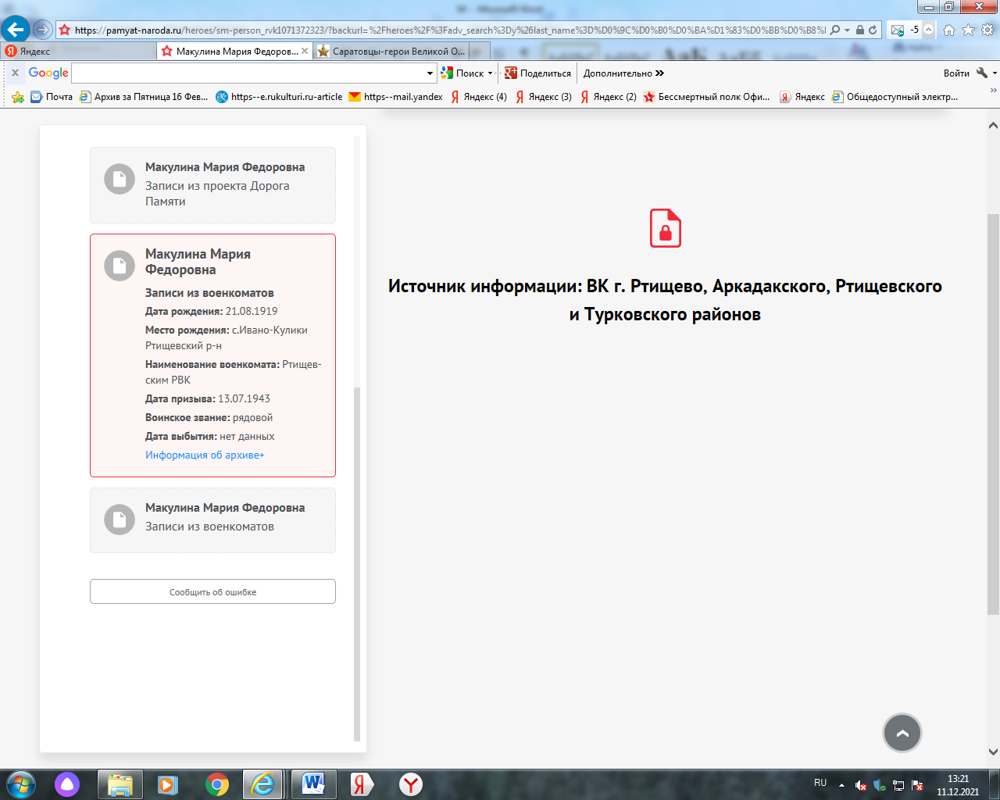 https://pamyat-naroda.ru/heroes/sm-person_rvk1071372323/?backurl=%2Fheroes%2F%3Fadv_search%3Dy%26last_name%3D%D0%9C%D0%B0%D0%BA%D1%83%D0%BB%D0%B8%
-5
Яндекс
Макулина Мария Федоров...
Саратовцы-герои Великой О...
Google
Поиск
Поделиться
Дополнительно
Войти
Почта
Архив за Пятница 16 Фев...
https--e.rukulturi.ru-article
https--mail.yandex
Яндекс (4)
Яндекс (3)
Яндекс (2)
Бессмертный полк Офи...
Яндекс
Общедоступный электр...
Макулина Мария Федоровна
Записи из проекта Дорога
Памяти
Макулина Мария
Федоровна
Записи из военкоматов
Дата рождения: 21.08.1919
Место рождения: с.Ивано-Кулики
Ртищевский р-н
Наименование военкомата: Ртищев-
ским РВК
Дата призыва: 13.07.1943
Воинское звание: рядовой
Дата выбытия: нет данных
Информация об архиве+
Макулина Мария Федоровна
Записи из военкоматов
Сообщить об ошибке
Источник информации: ВК г. Ртищево, Аркадакского, Ртищевского
и Турковского районов
RU
13:21
11.12.2021